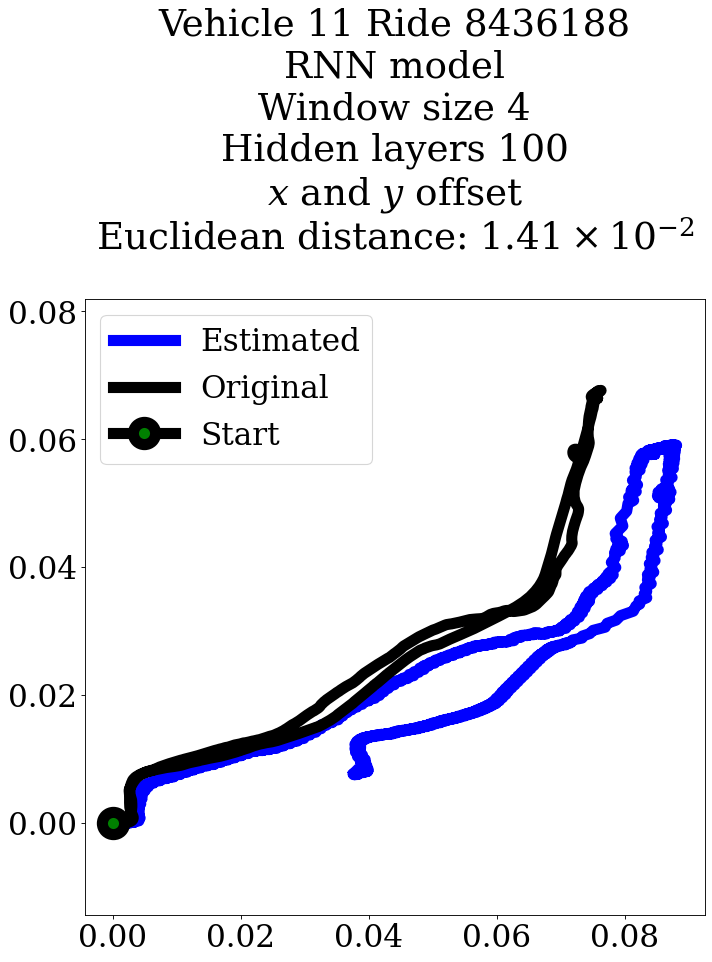 Vehicle 11 Ride 8436188
RNN model
Window size 4
Hidden layers 100
x and y offset
Euclidean distance: 1.41 × 10⁻²
0.08
0.06
0.04
0.02
0.00
Estimated
Original
Start
0.00 0.02 0.04 0.06 0.08